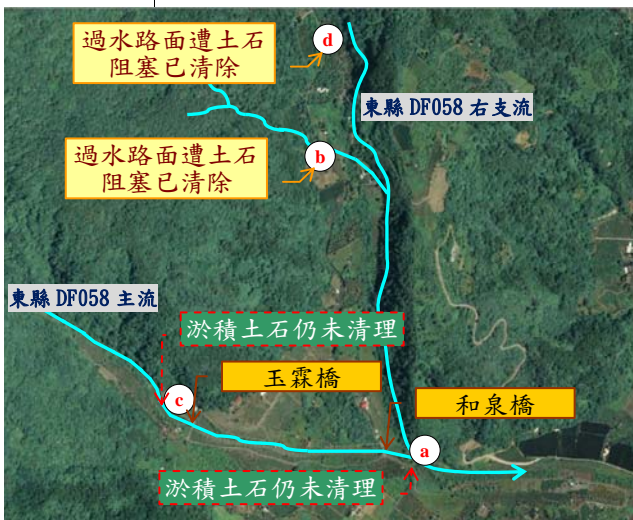 過水路面遭土石
阻塞已清除
d
東縣 DF058 右支流
過水路面遭土石
阻塞已清除
b
東縣 DF058 主流
淤積土石仍未清理
玉霖橋
c
和泉橋
a
淤積土石仍未清理